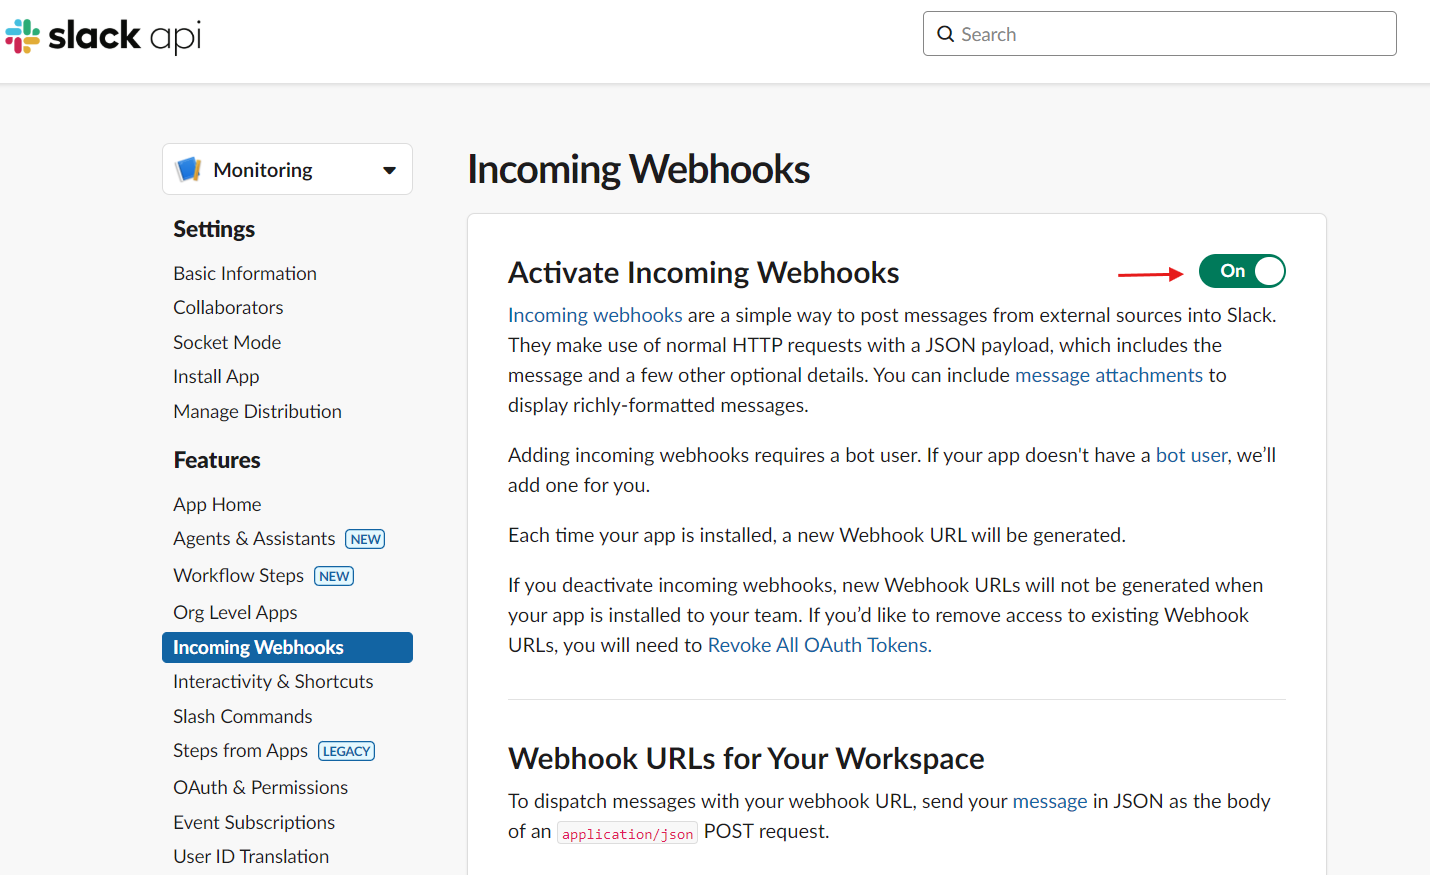 slack api
Search
Monitoring
Settings
Basic Information
Collaborators
Socket Mode
Install App
Manage Distribution
Features
App Home
Agents & Assistants NEW
Workflow Steps NEW
Org Level Apps
Incoming Webhooks
Interactivity & Shortcuts
Slash Commands
Steps from Apps LEGACY
OAuth & Permissions
Event Subscriptions
User ID Translation
Incoming Webhooks
Activate Incoming Webhooks
On
Incoming webhooks are a simple way to post messages from external sources into Slack.
They make use of normal HTTP requests with a JSON payload, which includes the
message and a few other optional details. You can include message attachments to
display richly-formatted messages.
Adding incoming webhooks requires a bot user. If your app doesn't have a bot user, we’ll
add one for you.
Each time your app is installed, a new Webhook URL will be generated.
If you deactivate incoming webhooks, new Webhook URLs will not be generated when
your app is installed to your team. If you’d like to remove access to existing Webhook
URLs, you will need to Revoke All OAuth Tokens.
Webhook URLs for Your Workspace
To dispatch messages with your webhook URL, send your message in JSON as the body
of an application/json POST request.